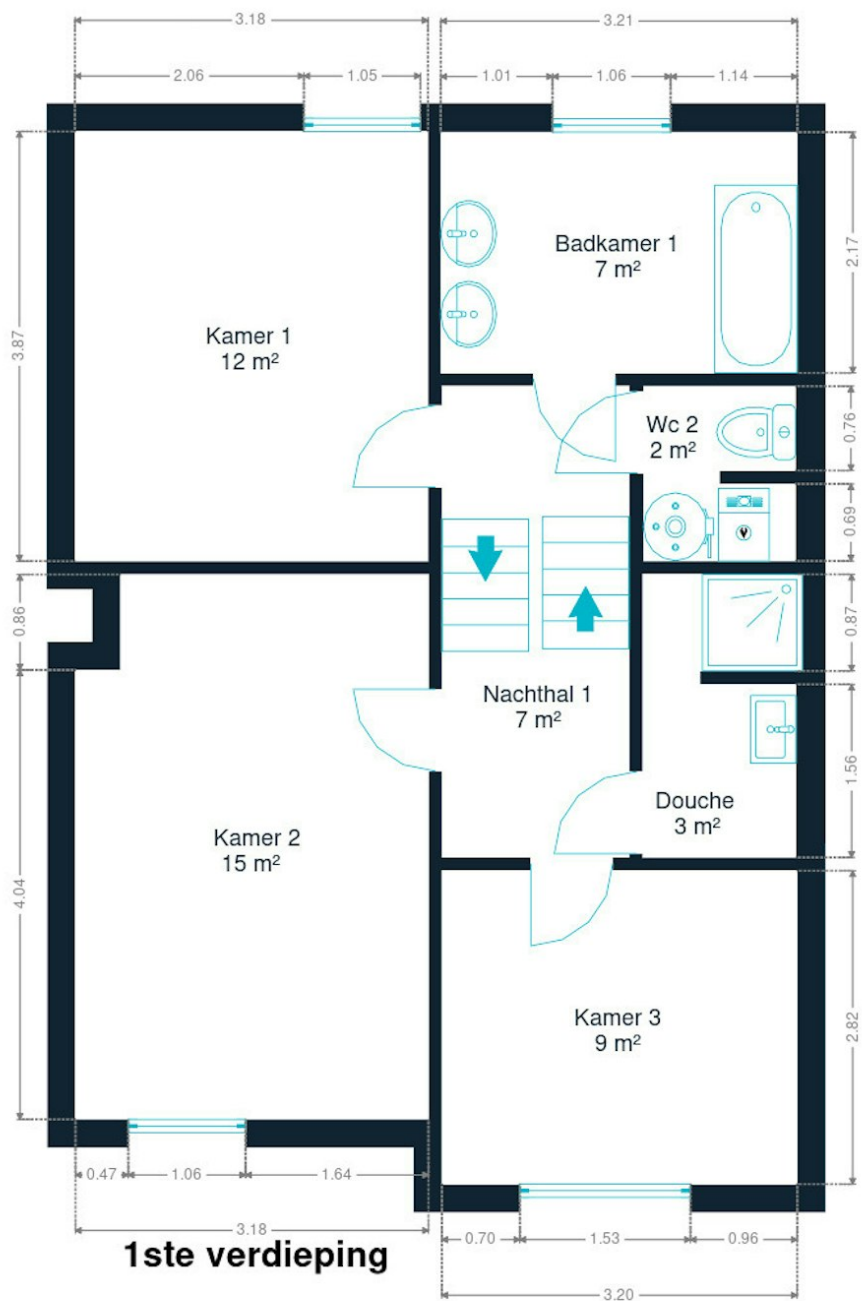 3.18
3.21
2.06
1.05
1.01
1.06
1.14
Badkamer 1
7 m²
2.17
Kamer 1
12 m²
3.87
Wc 2
2 m²
0.76
0.69
0.86
0.87
Nachthal 1
7 m²
1.56
Douche
3 m²
Kamer 2
15 m²
4.04
Kamer 3
9 m²
2.82
0.47
1.06
1.64
3.18
0.70
1.53
0.96
1ste verdieping
3.20